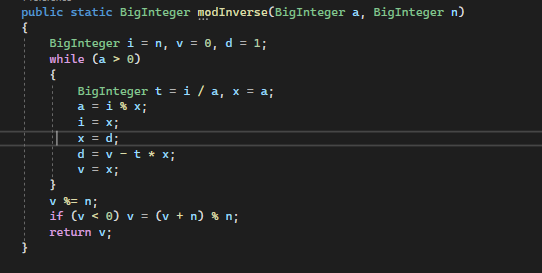 public static BigInteger modInverse(BigInteger a, BigInteger n)
{
BigInteger i = n, v = 0, d = 1;
while (a > 0)
{
BigInteger t = i / a, x = a;
a = i % x;
i = x;
x = d;
d = v - t * x;
v = x;
}
v %= n;
if (v < 0) v = (v + n) % n;
return v;
}